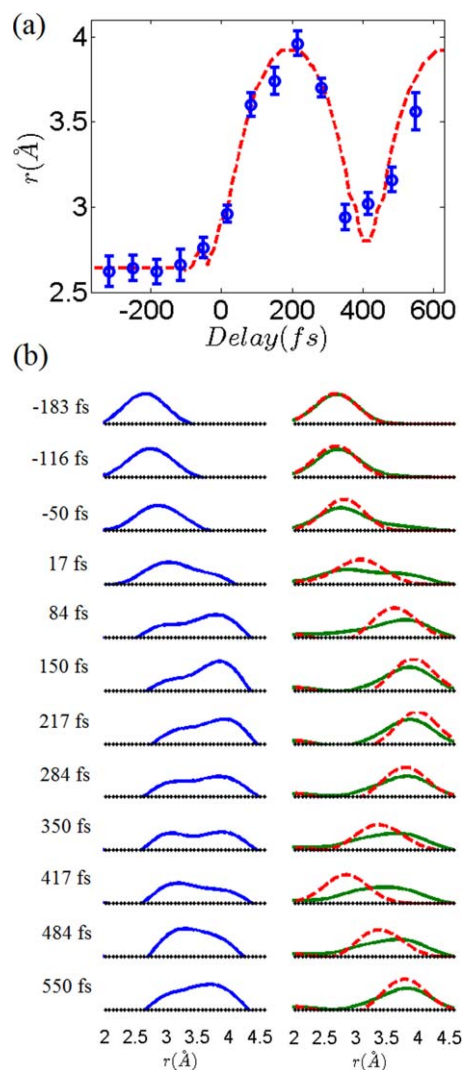 (a)
4
3.5
3
2.5
r(Å)
-200 0 200 400 600
Delay(fs)
(b)
-183 fs
-116 fs
-50 fs
17 fs
84 fs
150 fs
217 fs
284 fs
350 fs
417 fs
484 fs
550 fs
2 2.5 3 3.5 4 4.5 2 2.5 3 3.5 4 4.5
r(Å) r(Å)